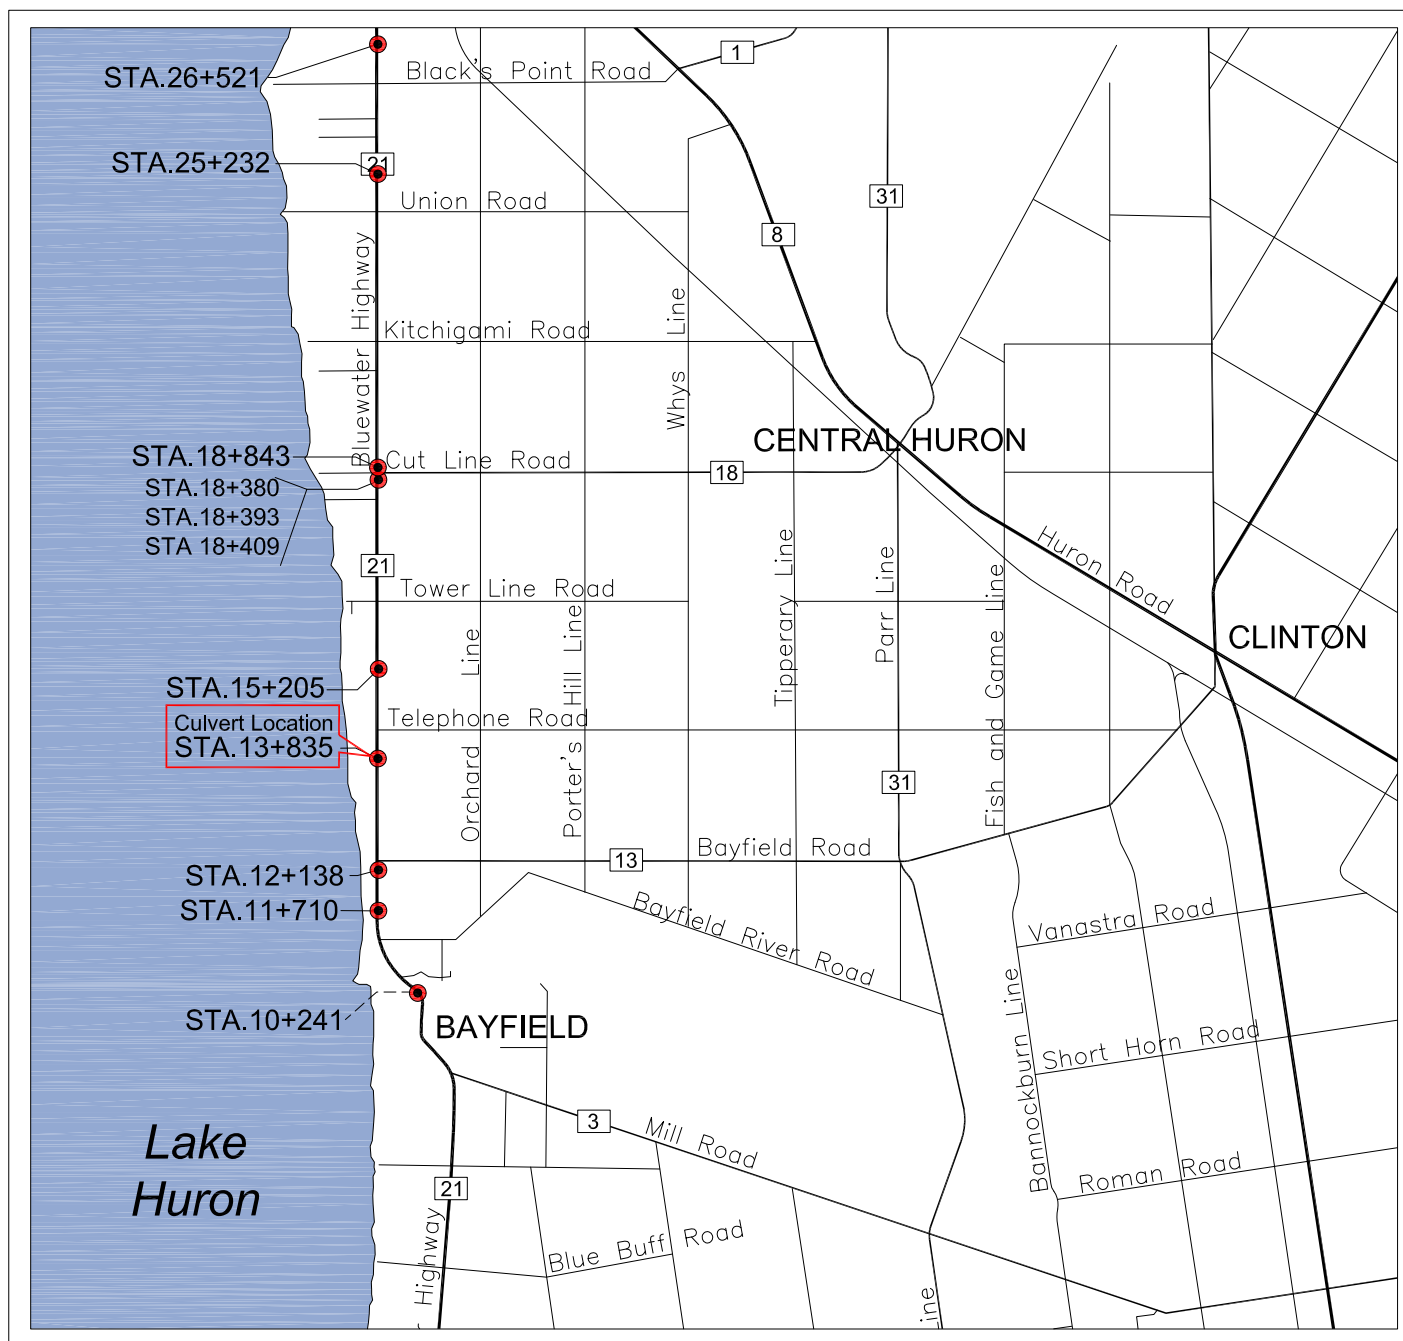 1
STA.26+521
Black's Point Road
STA.25+232
21
Union Road
31
8
Bluewater Highway
Whys Line
Kitchigami Road
CENTRAL HURON
STA.18+843
Cut Line Road
18
STA.18+380
STA.18+393
STA 18+409
21
Tower Line Road
Huron Road
Tipperary Line
Parr Line
Fish and Game Line
CLINTON
Orchard Line
Porter's Hill Line
STA.15+205
Culvert Location
STA.13+835
Telephone Road
31
13
Bayfield Road
STA.12+138
STA.11+710
Bayfield River Road
Vanastra Road
STA.10+241
BAYFIELD
Bannockburn Line
Short Horn Road
Lake
Huron
3
Mill Road
Roman Road
21
Highway
Blue Buff Road
ine